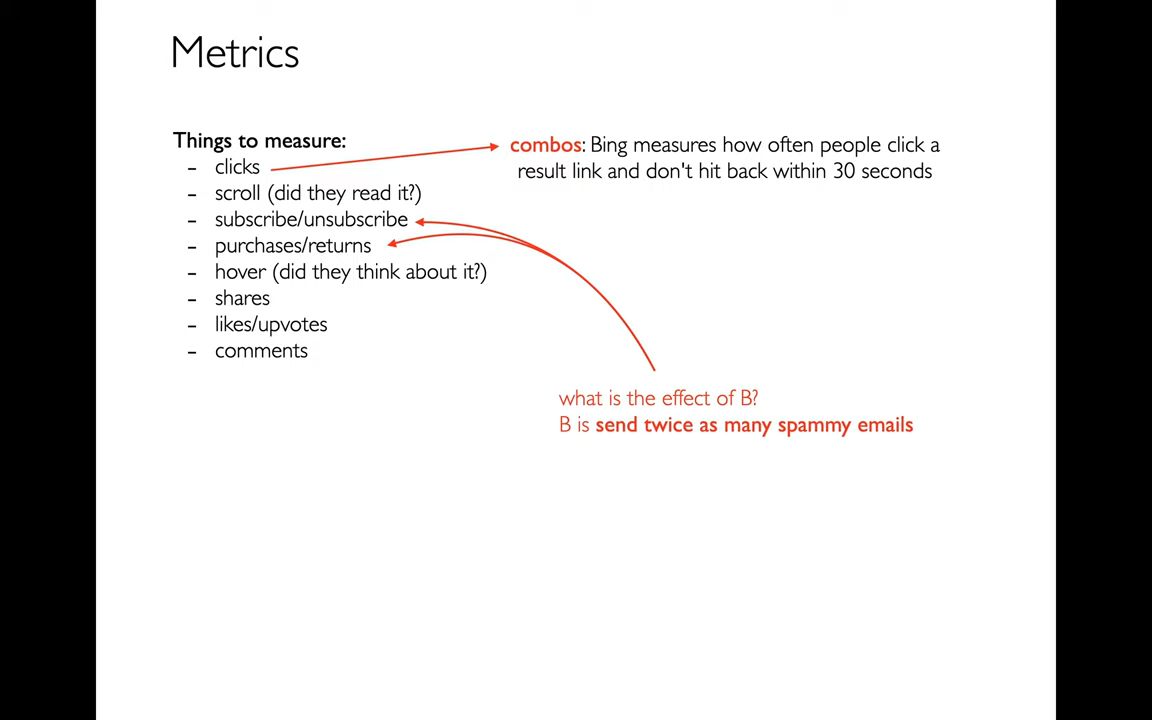 Metrics
Things to measure:
- clicks
- scroll (did they read it?)
- subscribe/unsubscribe
- purchases/returns
- hover (did they think about it?)
- shares
- likes/upvotes
- comments
combos: Bing measures how often people click a
result link and don't hit back within 30 seconds
what is the effect of B?
B is send twice as many spammy emails